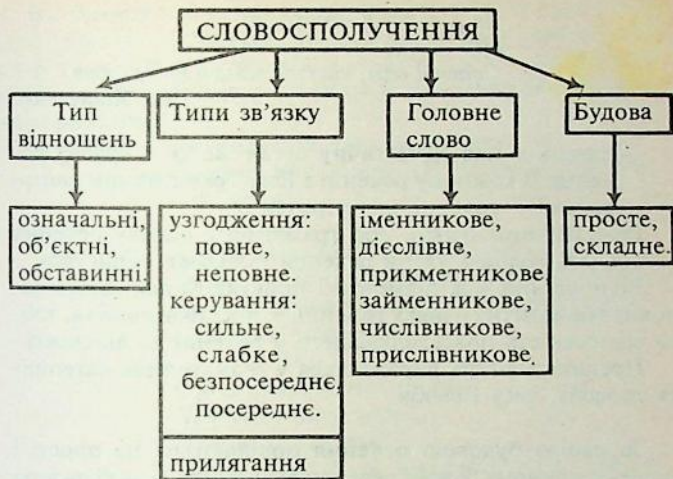 СЛОВОСПОЛУЧЕННЯ
Тип
відношень
Типи зв'язку
Головне
слово
Будова
означальні,
об'єктні,
обставинні.
узгодження:
повне,
неповне.
керування:
сильне,
слабке,
безпосереднє,
посереднє.
прилягання
іменникове,
дієслівне,
прикметникове,
займенникове,
числівникове,
прислівникове.
просте,
складне.